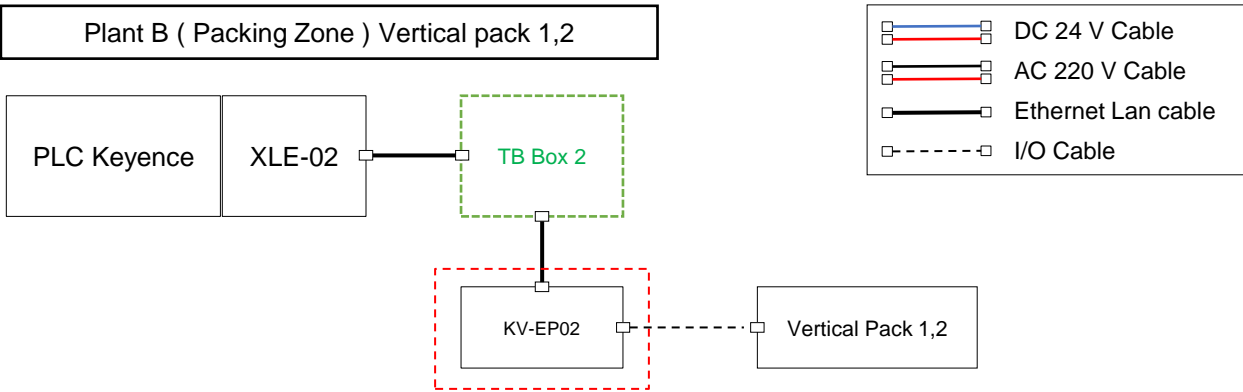 Plant B ( Packing Zone ) Vertical pack 1,2
DC 24 V Cable
AC 220 V Cable
Ethernet Lan cable
I/O Cable
PLC Keyence
XLE-02
TB Box 2
KV-EP02
Vertical Pack 1,2